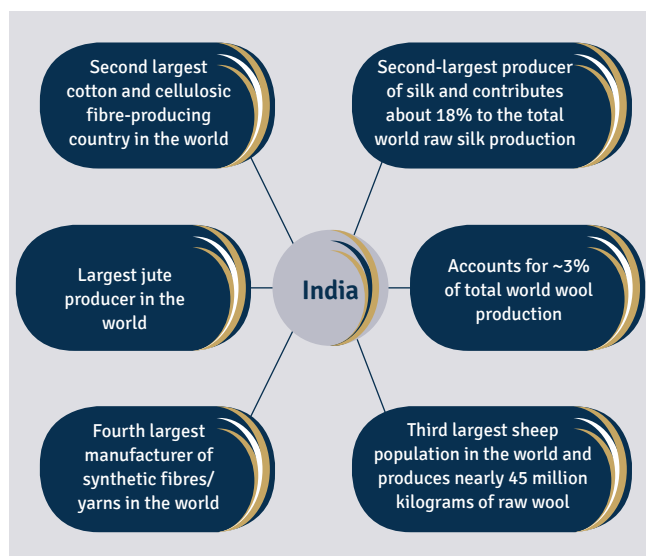 Second largest
cotton and cellulosic
fibre-producing
country in the world
Second-largest producer
of silk and contributes
about 18% to the total
world raw silk production
Largest jute
producer in the
world
India
Accounts for ~3%
of total world wool
production
Fourth largest
manufacturer of
synthetic fibres/
yarns in the world
Third largest sheep
population in the world and
produces nearly 45 million
kilograms of raw wool